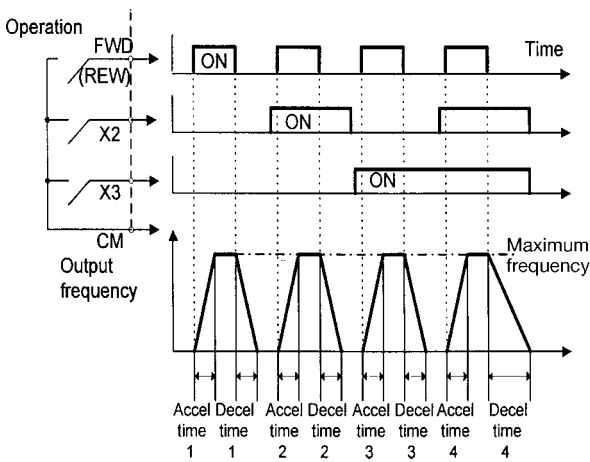 Operation
FWD
(REW)
ON
Time
X2
ON
X3
ON
CM
Output
frequency
Maximum
frequency
Accel Decel Accel Decel Accel Decel Accel Decel
time time time time time time time time
1 1 2 2 3 3 4 4